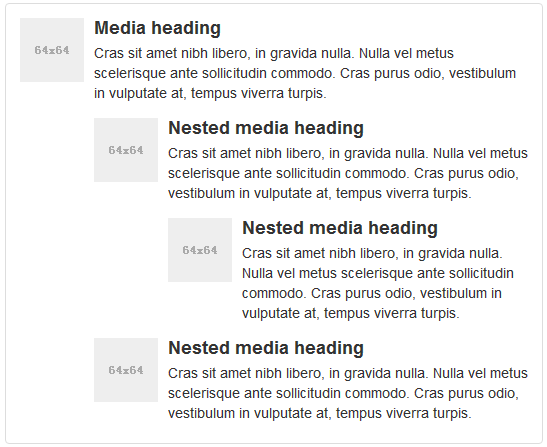 Media heading
64x64
Cras sit amet nibh libero, in gravida nulla. Nulla vel metus
scelerisque ante sollicitudin commodo. Cras purus odio, vestibulum
in vulputate at, tempus viverra turpis.
Nested media heading
64x64
Cras sit amet nibh libero, in gravida nulla. Nulla vel metus
scelerisque ante sollicitudin commodo. Cras purus odio,
vestibulum in vulputate at, tempus viverra turpis.
Nested media heading
64x64
Cras sit amet nibh libero, in gravida nulla.
Nulla vel metus scelerisque ante sollicitudin
commodo. Cras purus odio, vestibulum in
vulputate at, tempus viverra turpis.
Nested media heading
64x64
Cras sit amet nibh libero, in gravida nulla. Nulla vel metus
scelerisque ante sollicitudin commodo. Cras purus odio,
vestibulum in vulputate at, tempus viverra turpis.